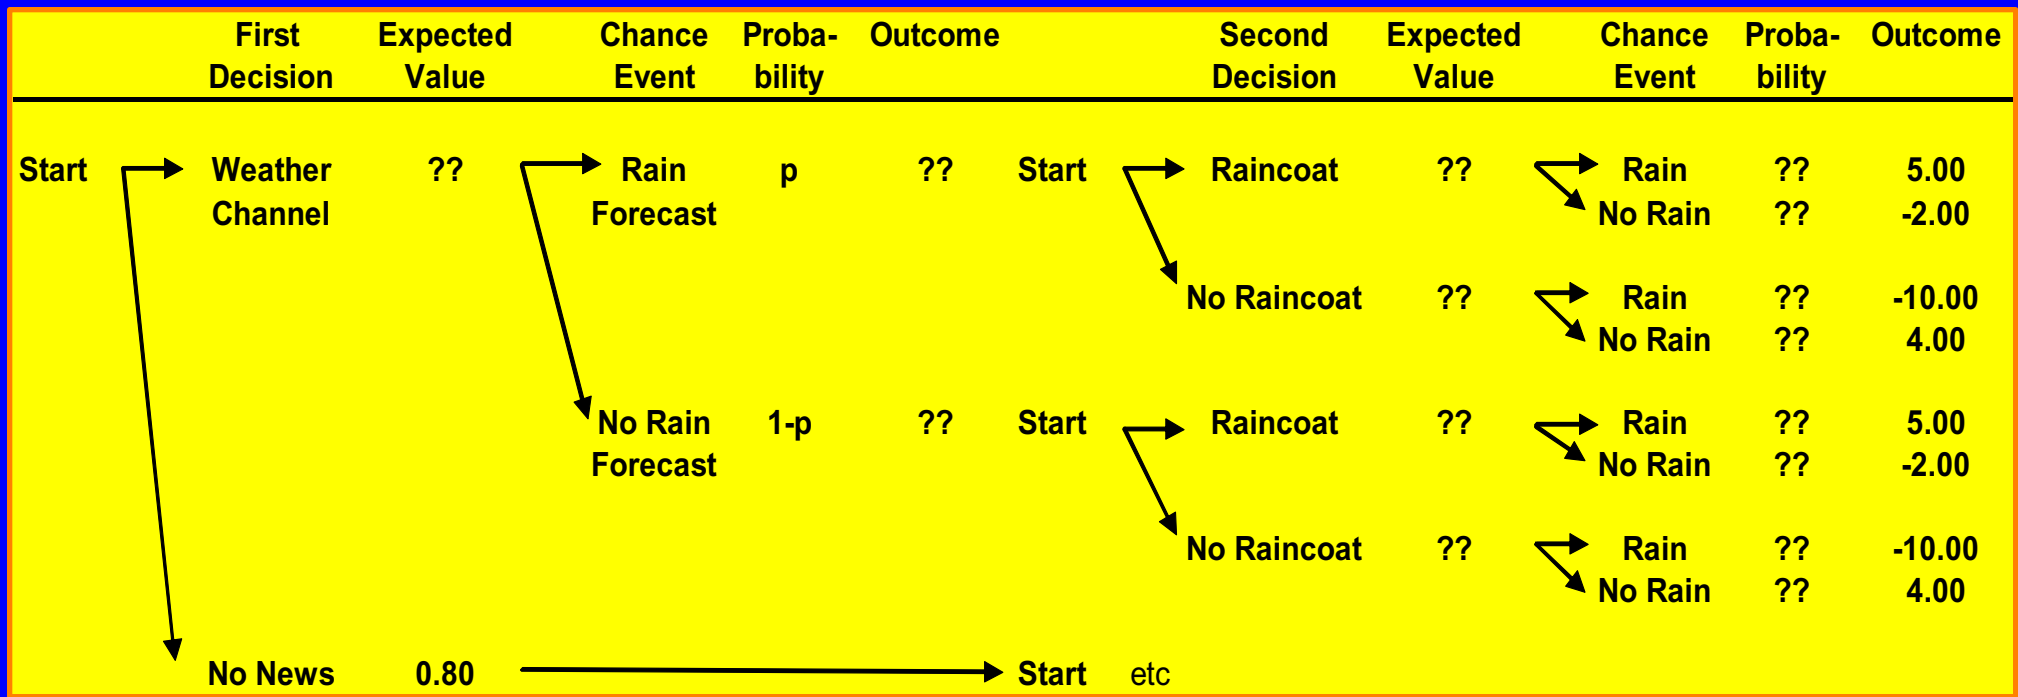 First Expected Chance Proba- Outcome Second Expected Chance Proba- Outcome
Decision Value Event bility Decision Value Event bility
Start Weather ?? Rain p ?? Start Raincoat ?? Rain ?? 5.00
Channel Forecast No Rain ?? -2.00
No Raincoat ?? Rain ?? -10.00
No Rain ?? 4.00
No Rain 1-p ?? Start Raincoat ?? Rain ?? 5.00
Forecast No Rain ?? -2.00
No Raincoat ?? Rain ?? -10.00
No Rain ?? 4.00
No News 0.80 Start etc